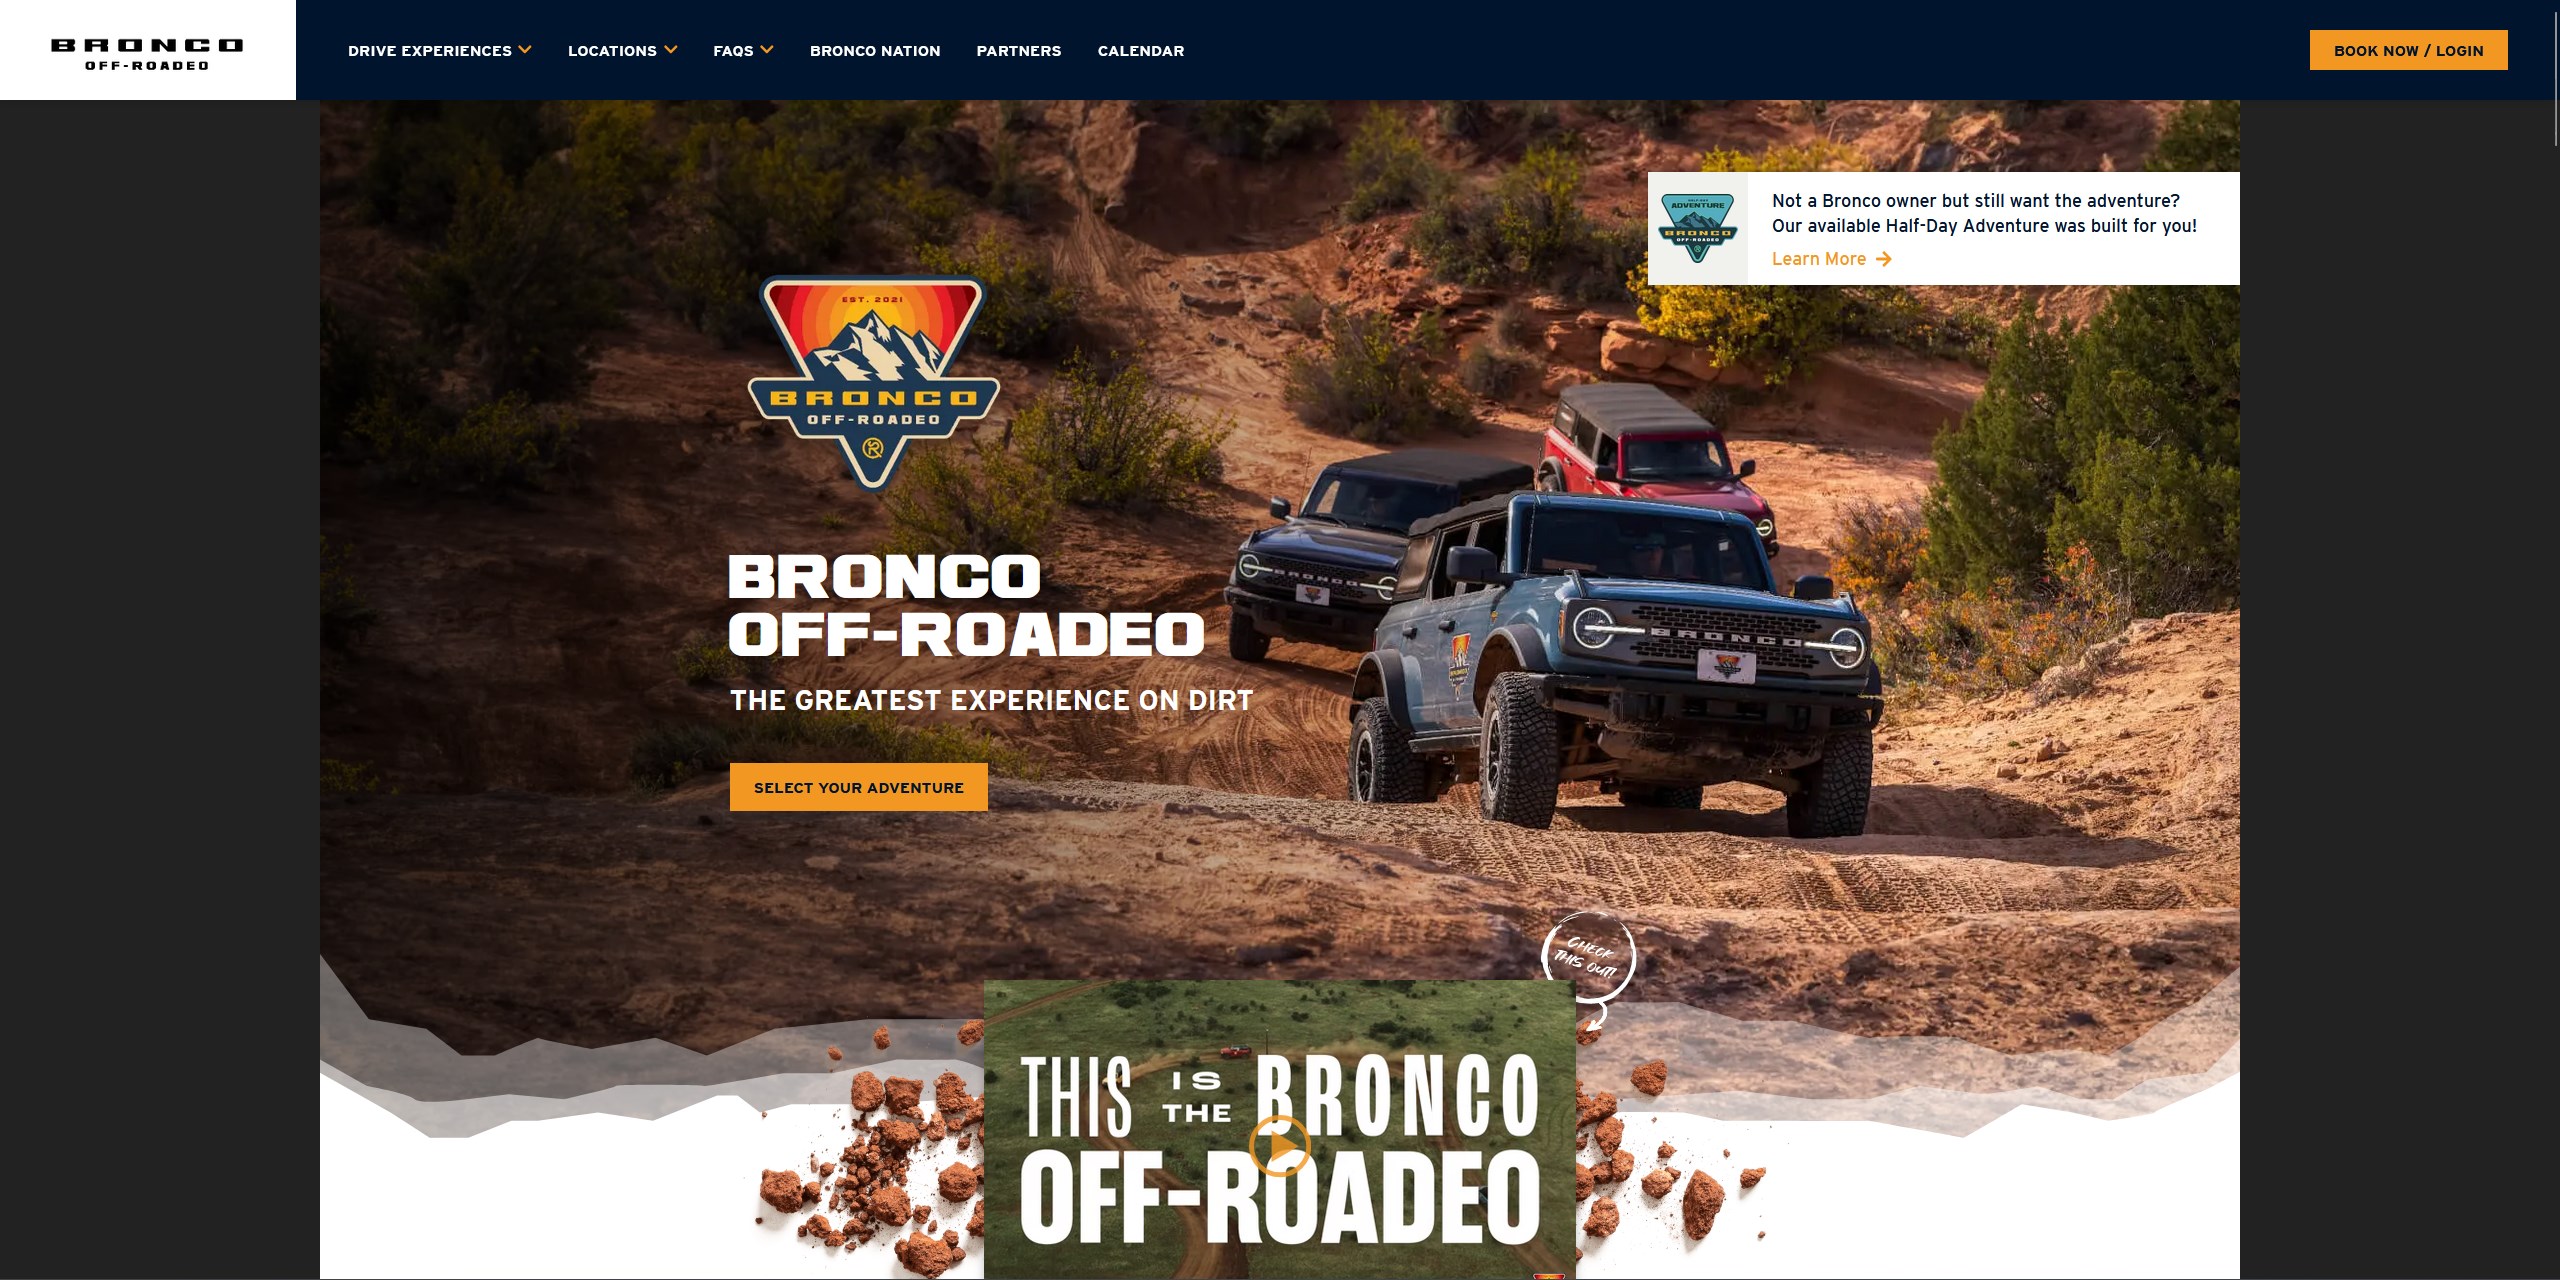 BRONCO
OFF-ROADEO
DRIVE EXPERIENCES
LOCATIONS
FAQS
BRONCO NATION
PARTNERS
CALENDAR
BOOK NOW / LOGIN
ADVENTURE
BRONCO
OFF-ROADEO
Not a Bronco owner but still want the adventure?
Our available Half-Day Adventure was built for you!
Learn More
EST. 2021
BRONCO
OFF-ROADEO
BRONCO
OFF-ROADEO
THE GREATEST EXPERIENCE ON DIRT
SELECT YOUR ADVENTURE
BRONCO
BRONCO
CHECK
THIS OUT!
THIS IS THE BRONCO
OFF-ROADEO